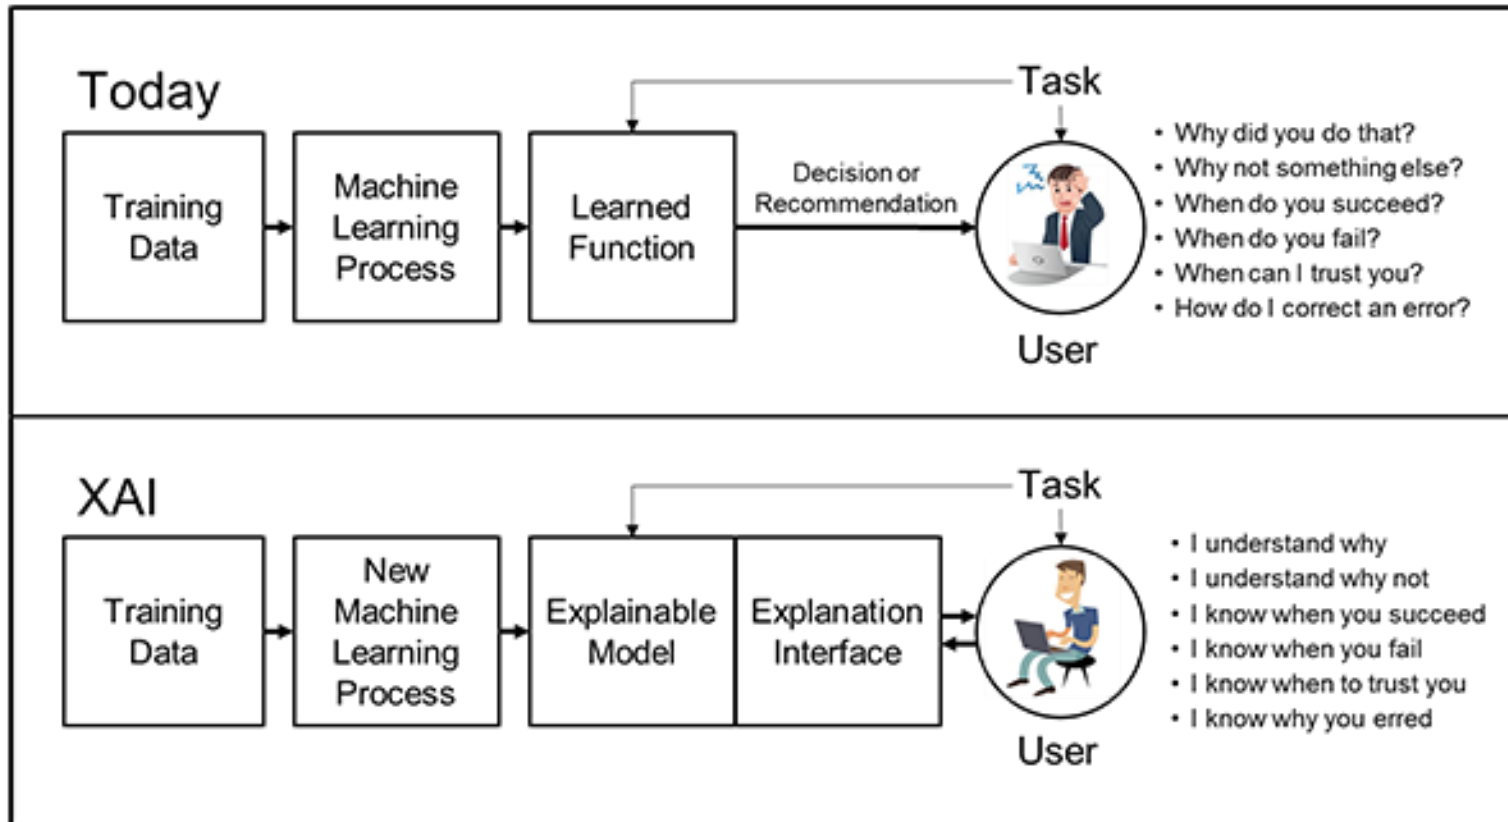 Today
Task
Training
Data
Machine
Learning
Process
Learned
Function
Decision or
Recommendation
User
• Why did you do that?
• Why not something else?
• When do you succeed?
• When do you fail?
• When can I trust you?
• How do I correct an error?
XAI
Task
Training
Data
New
Machine
Learning
Process
Explainable
Model
Explanation
Interface
User
• I understand why
• I understand why not
• I know when you succeed
• I know when you fail
• I know when to trust you
• I know why you erred